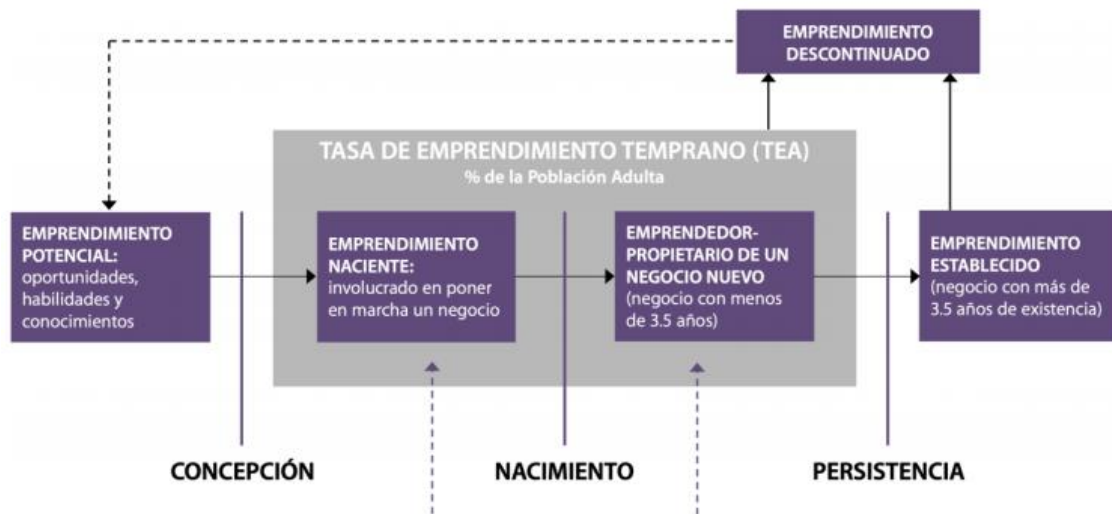 EMPRENDIMIENTO
DESCONTINUADO
TASA DE EMPRENDIMIENTO TEMPRANO (TEA)
% de la Población Adulta
EMPRENDIMIENTO
POTENCIAL:
oportunidades,
habilidades y
conocimientos
EMPRENDIMIENTO
NACIENTE:
involucrado en poner
en marcha un negocio
EMPRENDEDOR-
PROPIETARIO DE UN
NEGOCIO NUEVO
(negocio con menos
de 3.5 años)
EMPRENDIMIENTO
ESTABLECIDO
(negocio con más de
3.5 años de existencia)
CONCEPCIÓN
NACIMIENTO
PERSISTENCIA